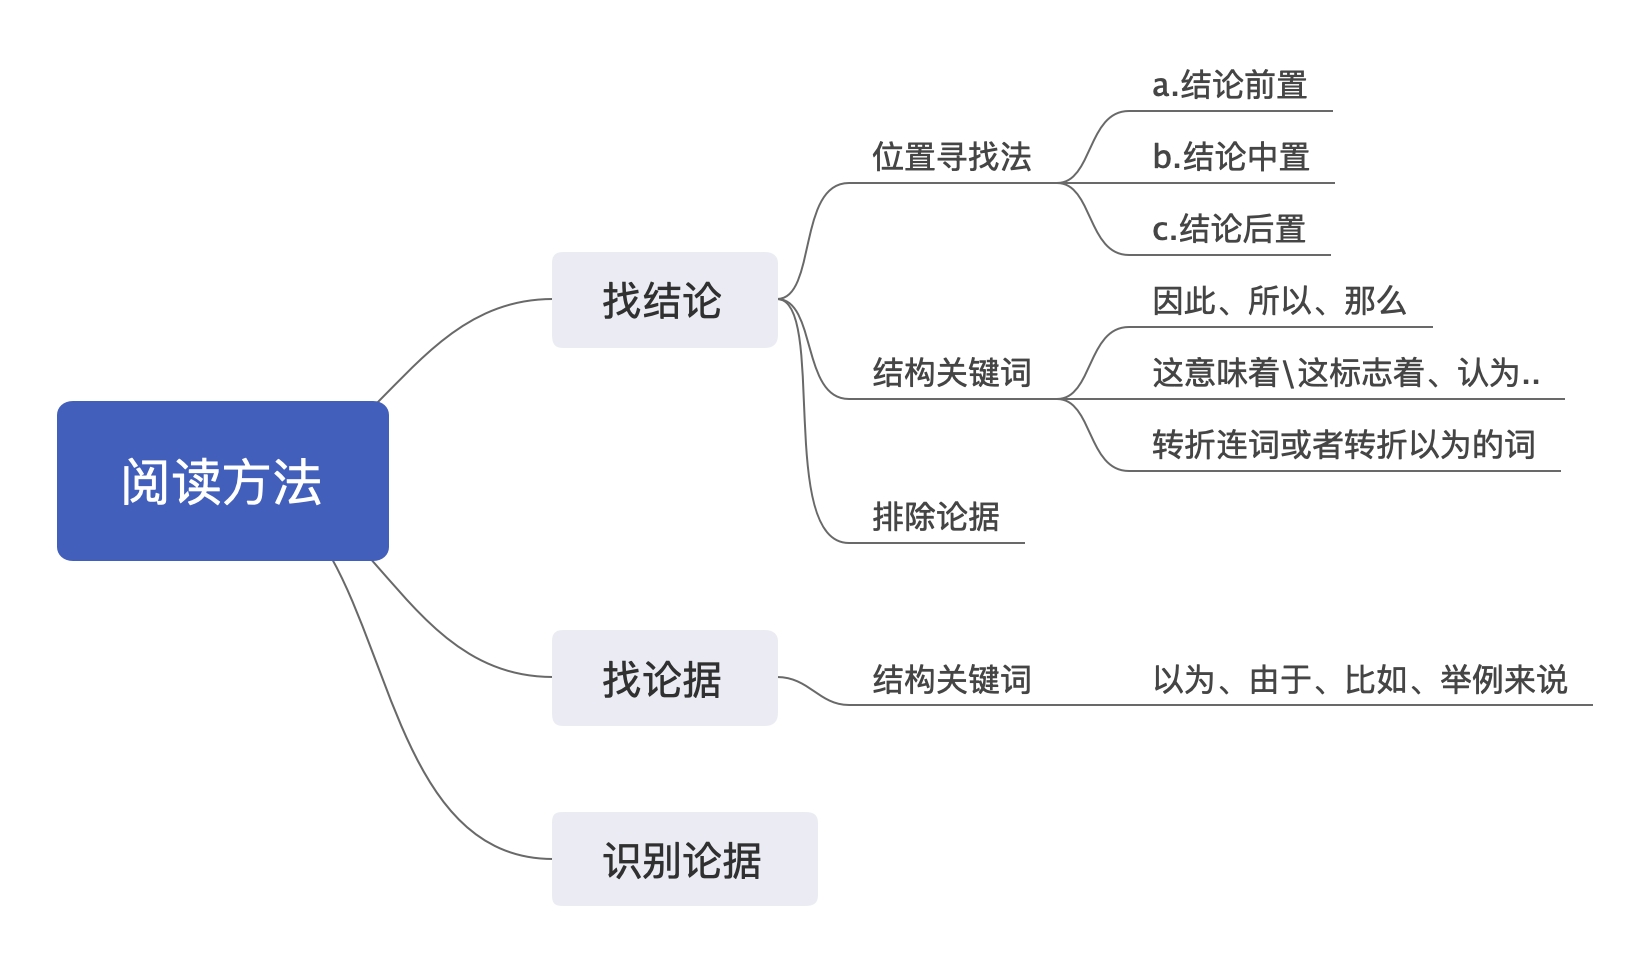 阅读方法
找结论
位置寻找法
a.结论前置
b.结论中置
c.结论后置
结构关键词
因此、所以、那么
这意味着\这标志着、认为..
转折连词或者转折以为的词
排除论据
找论据
结构关键词
以为、由于、比如、举例来说
识别论据